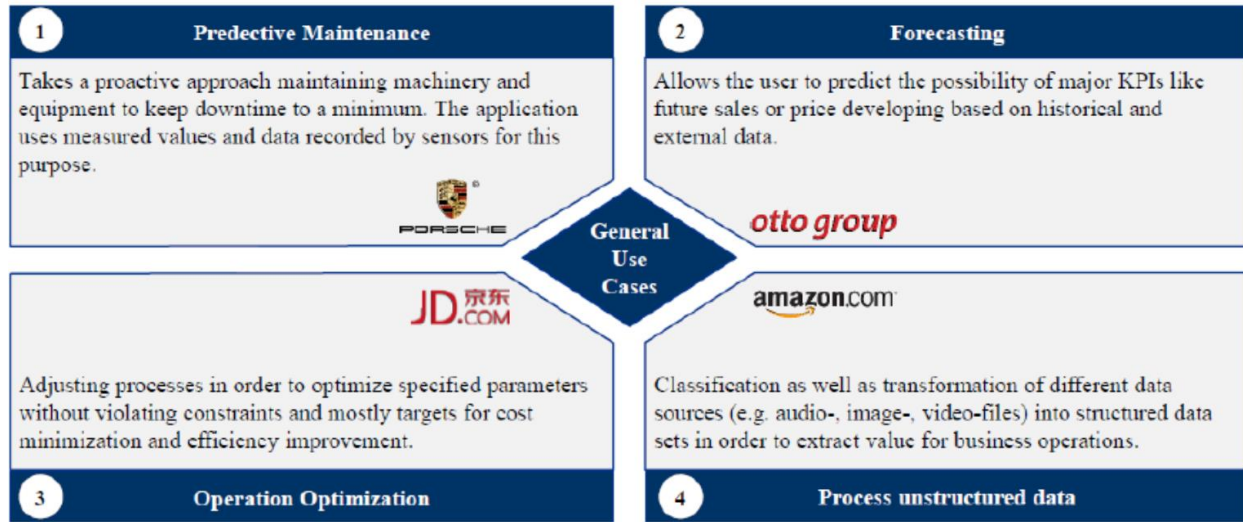 1
Predective Maintenance
Takes a proactive approach maintaining machinery and
equipment to keep downtime to a minimum. The application
uses measured values and data recorded by sensors for this
purpose.
®
PORSCHE
2
Forecasting
Allows the user to predict the possibility of major KPIs like
future sales or price developing based on historical and
external data.
otto group
General
Use
Cases
JD.COM 京东
Adjusting processes in order to optimize specified parameters
without violating constraints and mostly targets for cost
minimization and efficiency improvement.
3
Operation Optimization
amazon.com
Classification as well as transformation of different data
sources (e.g. audio-, image-, video-files) into structured data
sets in order to extract value for business operations.
4
Process unstructured data